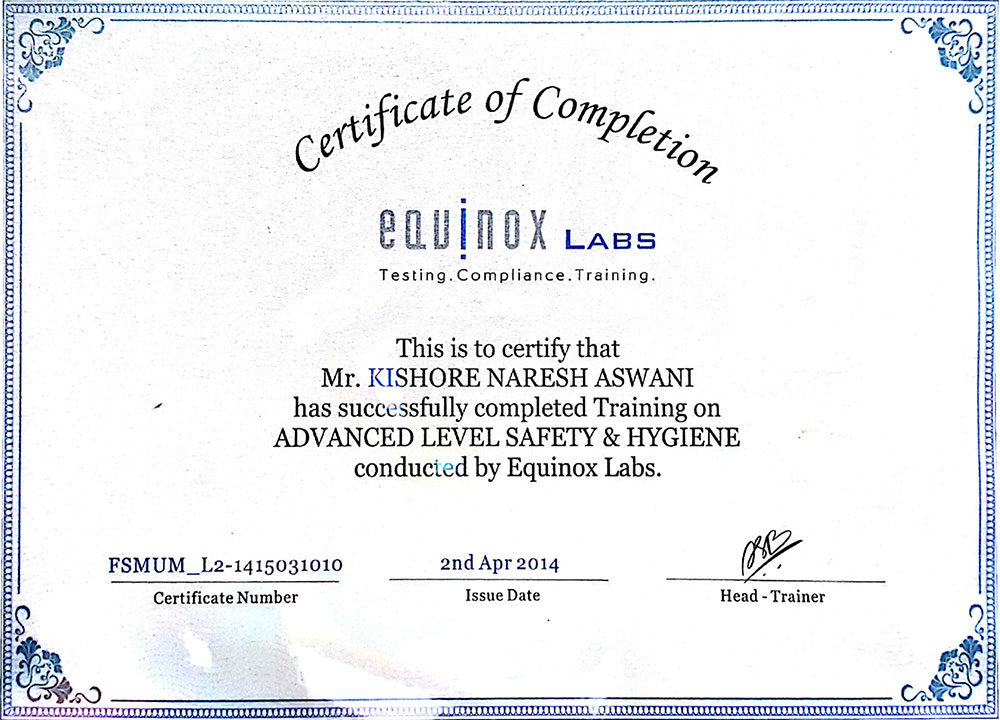 Certificate of Completion
equinox LABS
Testing.Compliance.Training.
This is to certify that
Mr. KISHORE NARESH ASWANI
has successfully completed Training on
ADVANCED LEVEL SAFETY & HYGIENE
conducted by Equinox Labs.
FSMUM_L2-1415031010 2nd Apr 2014
Certificate Number Issue Date Head - Trainer